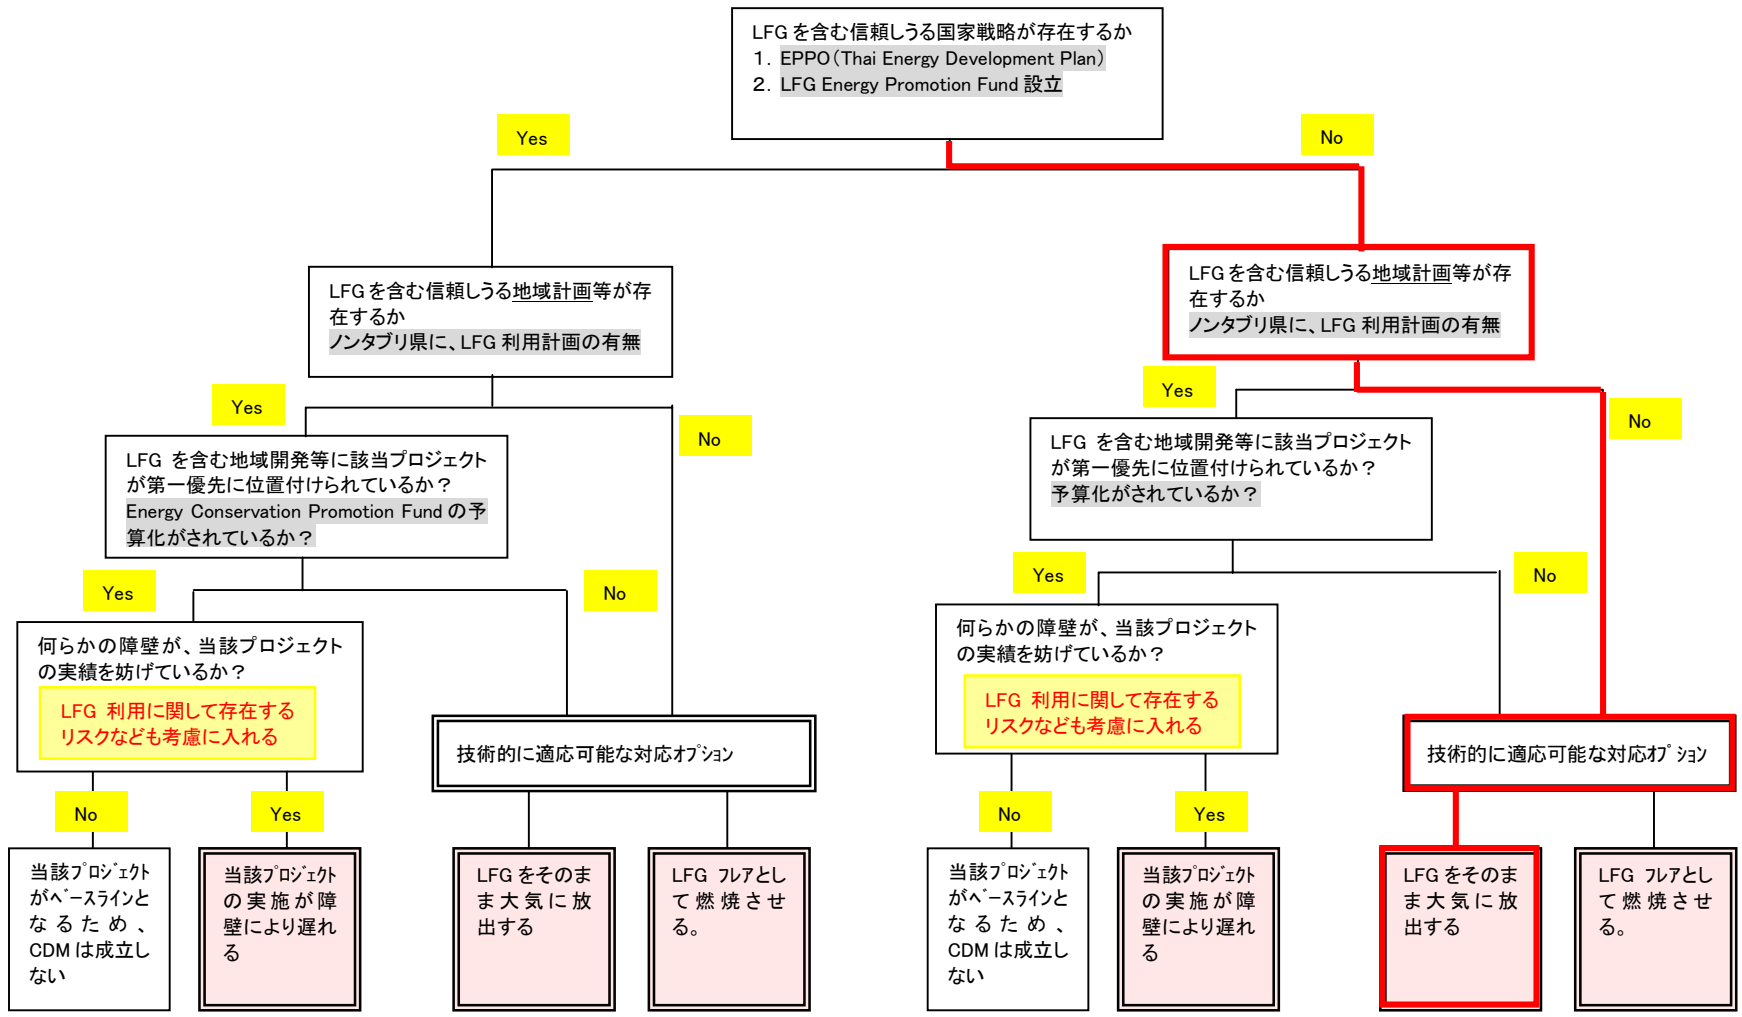 LFGを含む信頼しうる国家戦略が存在するか
1. EPPO(Thai Energy Development Plan)
2. LFG Energy Promotion Fund 設立
Yes
No
LFGを含む信頼しうる地域計画等が存
在するか
ノンタブリ県に、LFG 利用計画の有無
LFGを含む信頼しうる地域計画等が存
在するか
ノンタブリ県に、LFG 利用計画の有無
Yes
No
Yes
No
LFG を含む地域開発等に該当プロジェクト
が第一優先に位置付けられているか?
Energy Conservation Promotion Fund の予
算化がされているか?
LFG を含む地域開発等に該当プロジェクト
が第一優先に位置付けられているか?
予算化がされているか?
Yes
No
Yes
No
何らかの障壁が、当該プロジェクト
の実績を妨げているか?
LFG 利用に関して存在する
リスクなども考慮に入れる
技術的に適応可能な対応オプション
何らかの障壁が、当該プロジェクト
の実績を妨げているか?
LFG 利用に関して存在する
リスクなども考慮に入れる
技術的に適応可能な対応オプション
No
Yes
No
Yes
当該プロジェクト
がベースラインと
なるため、
CDMは成立し
ない
当該プロジェクト
の実施が障
壁により遅れ
る
LFGをそのま
ま大気に放
出する
LFG フレアとし
て燃焼させ
る。
当該プロジェクト
がベースラインと
なるため、
CDMは成立し
ない
当該プロジェクト
の実施が障
壁により遅れ
る
LFGをそのま
ま大気に放
出する
LFG フレアとし
て燃焼させ
る。